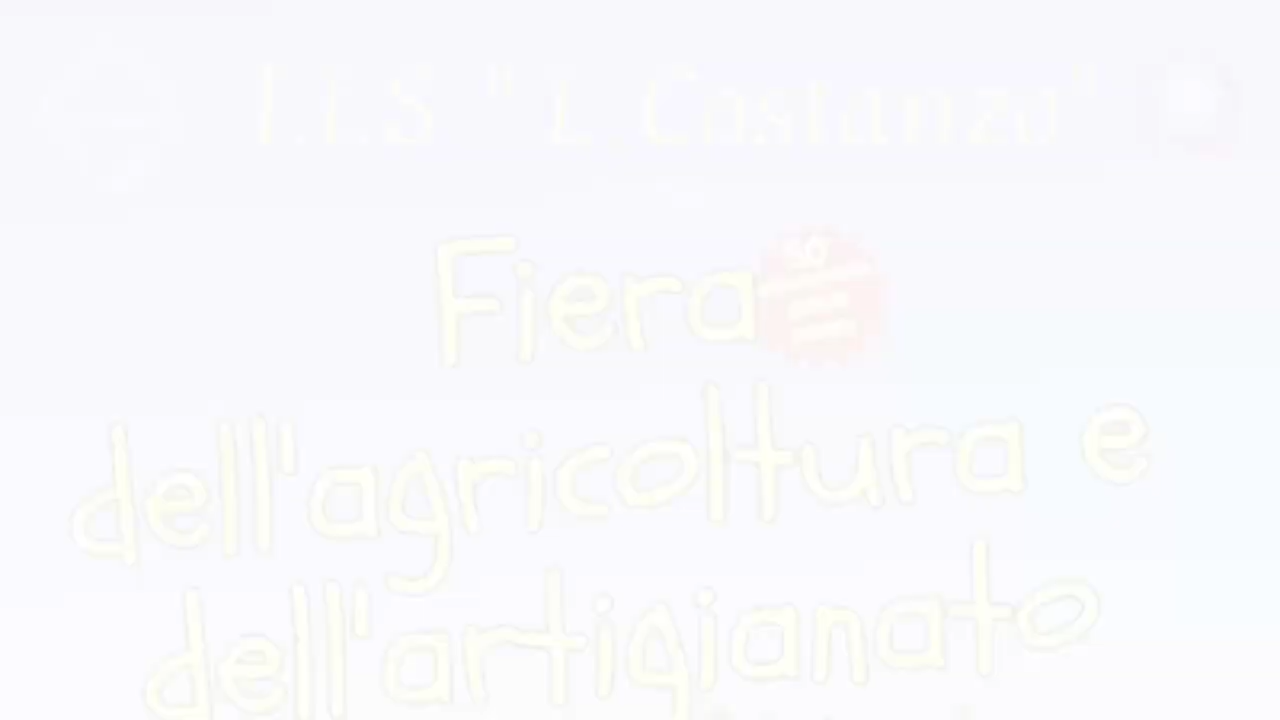 I.I.S " L. Costanzo"
Fiera
dell'agricoltura e
dell'artigianato